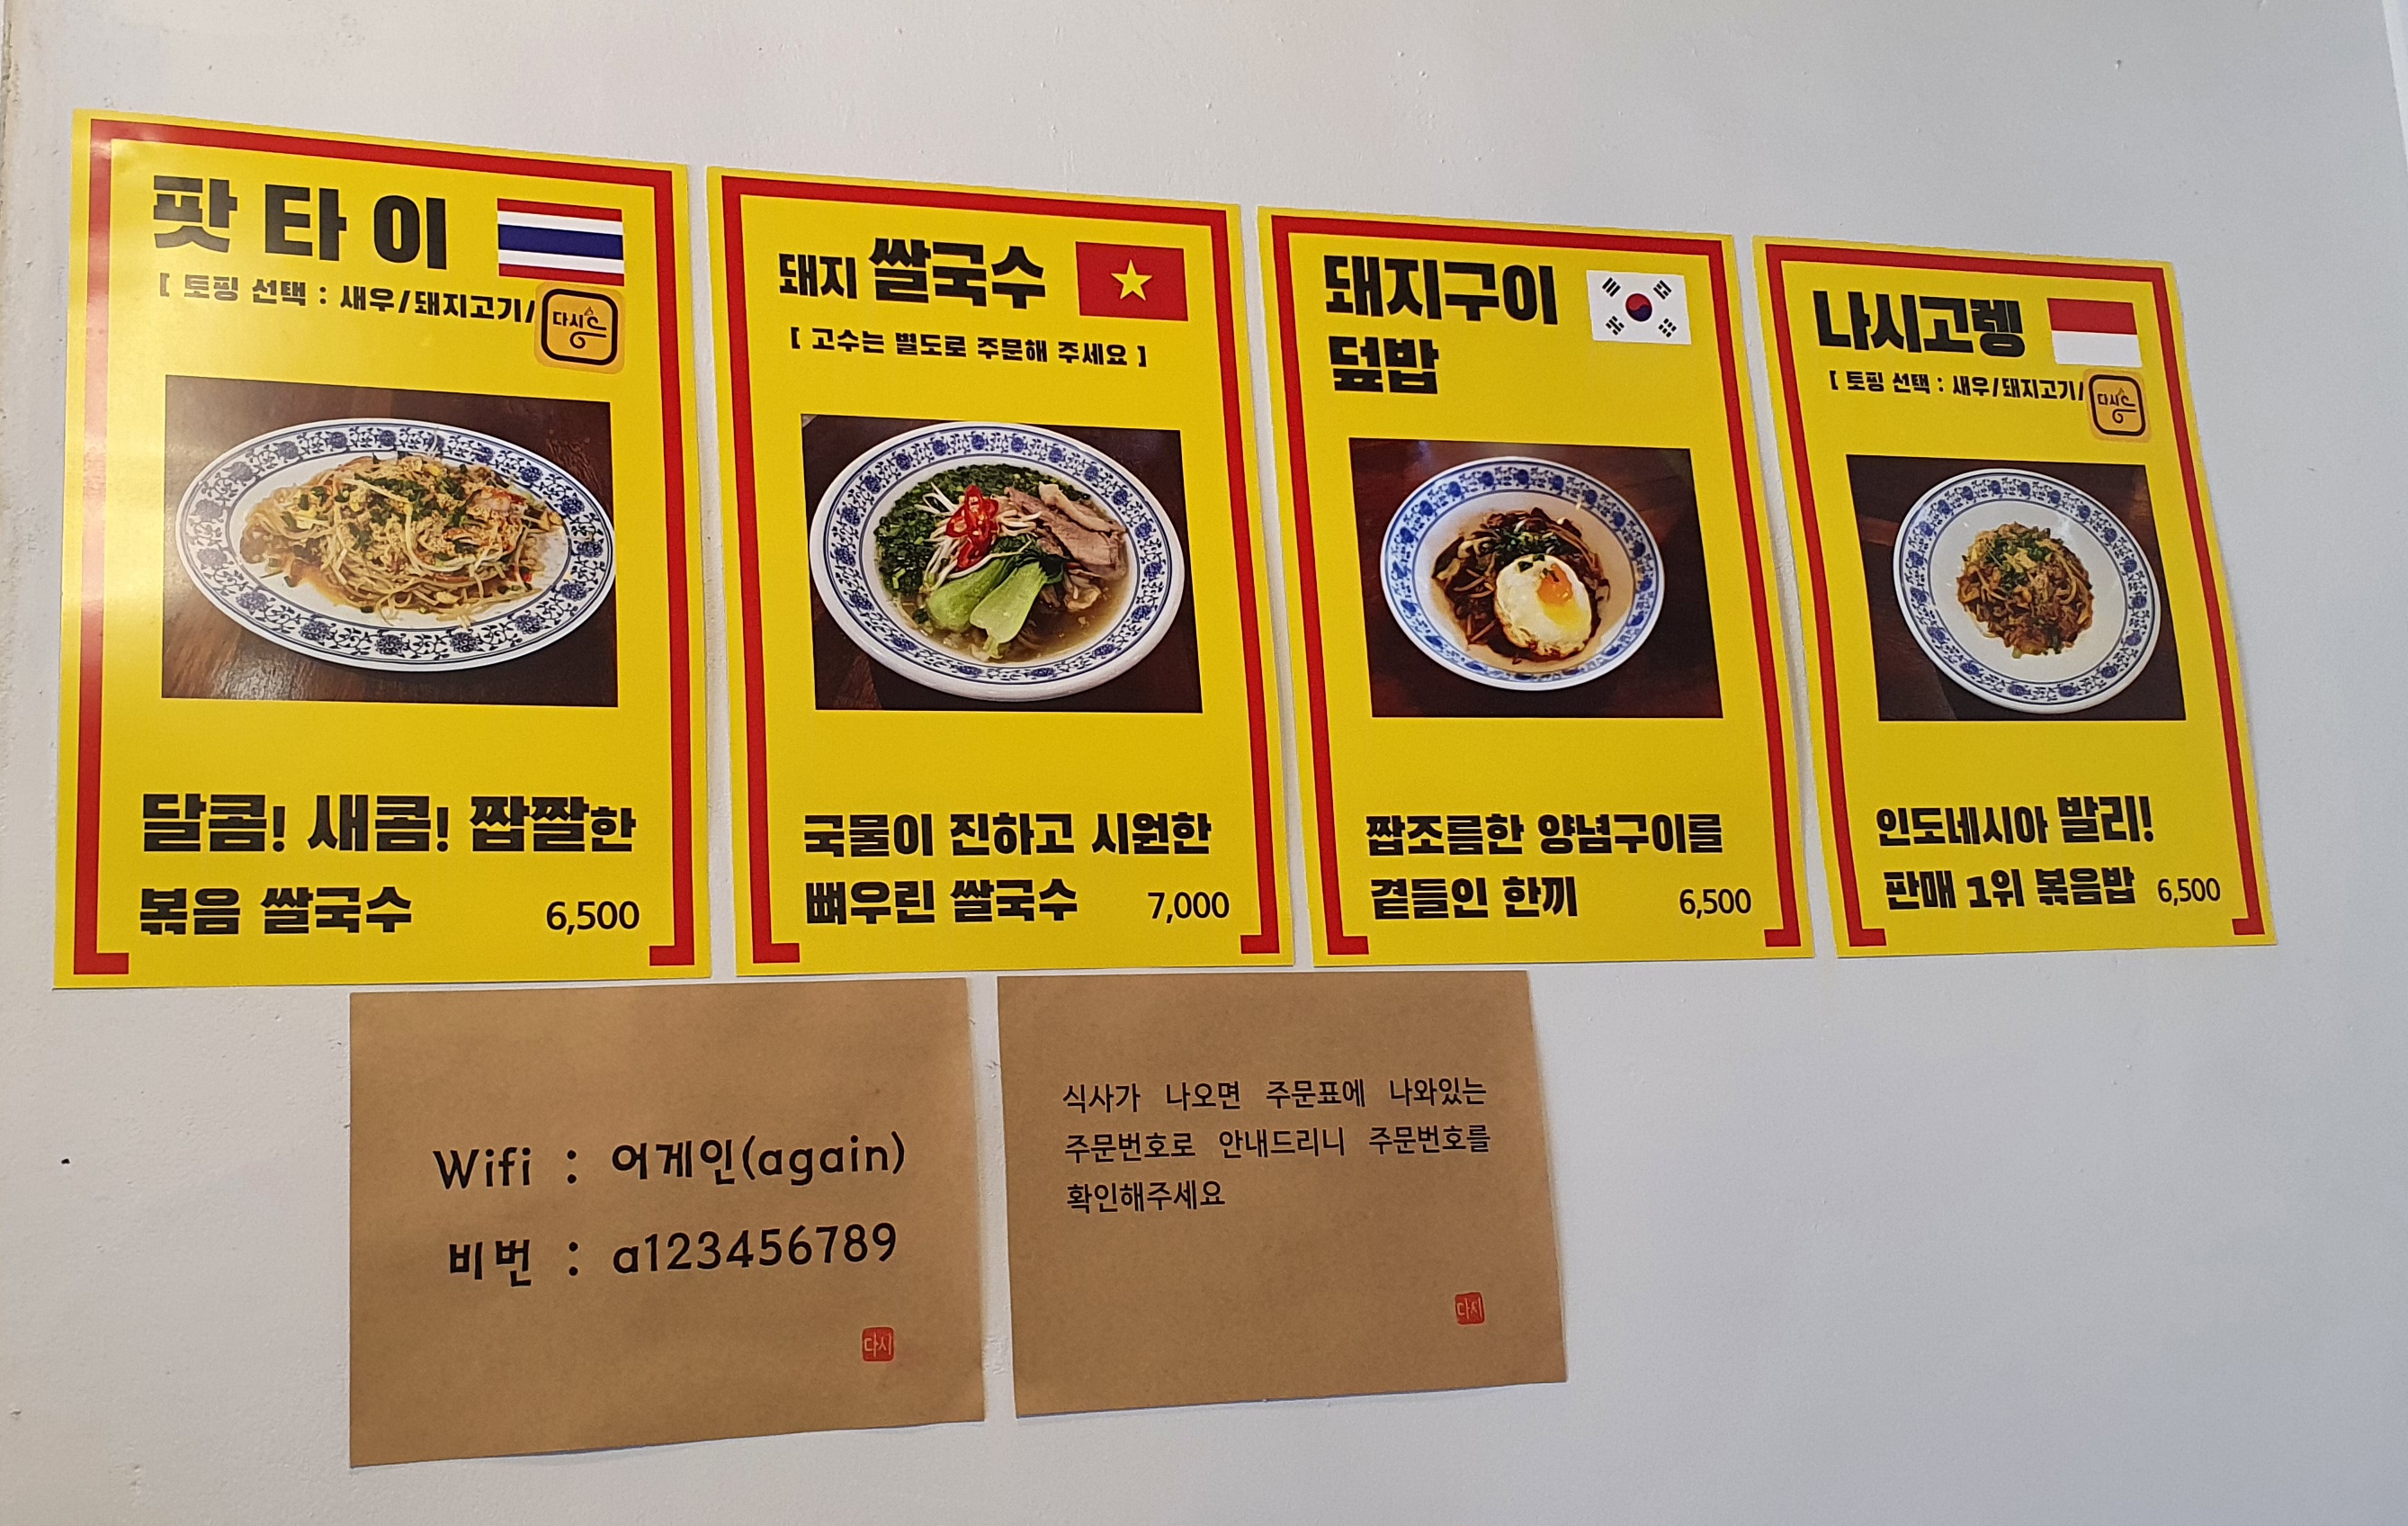 팟타이
[ 토핑 선택 : 새우/돼지고기/
다시
달콤! 새콤! 짭짤한
볶음 쌀국수 6,500
돼지 쌀국수
[ 고수는 별도로 주문해 주세요 ]
국물이 진하고 시원한
뼈우린 쌀국수 7,000
돼지구이
덮밥
짭조름한 양념구이를
곁들인 한끼 6,500
나시고렝
[ 토핑 선택 : 새우/돼지고기/
다시
인도네시아 발리!
판매 1위 볶음밥 6,500
Wifi : 어게인(again)
비번 : a123456789
다시
식사가 나오면 주문표에 나와있는
주문번호로 안내드리니 주문번호를
확인해주세요
다시